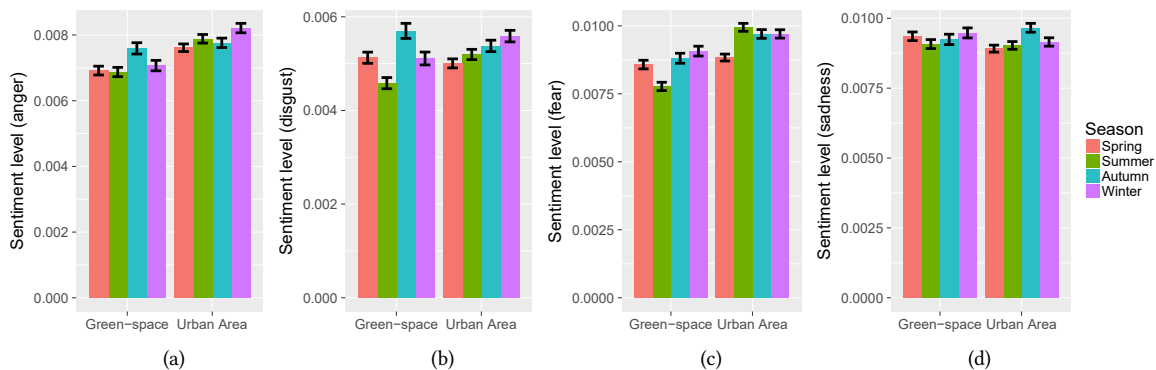 Sentiment level (anger)
0.008
0.006
0.004
0.002
0.000
Green−space
Urban Area
(a)
Sentiment level (disgust)
0.006
0.004
0.002
0.000
Green−space
Urban Area
(b)
Sentiment level (fear)
0.0100
0.0075
0.0050
0.0025
0.0000
Green−space
Urban Area
(c)
Sentiment level (sadness)
0.0100
0.0075
0.0050
0.0025
0.0000
Green−space
Urban Area
(d)
Season
Spring
Summer
Autumn
Winter